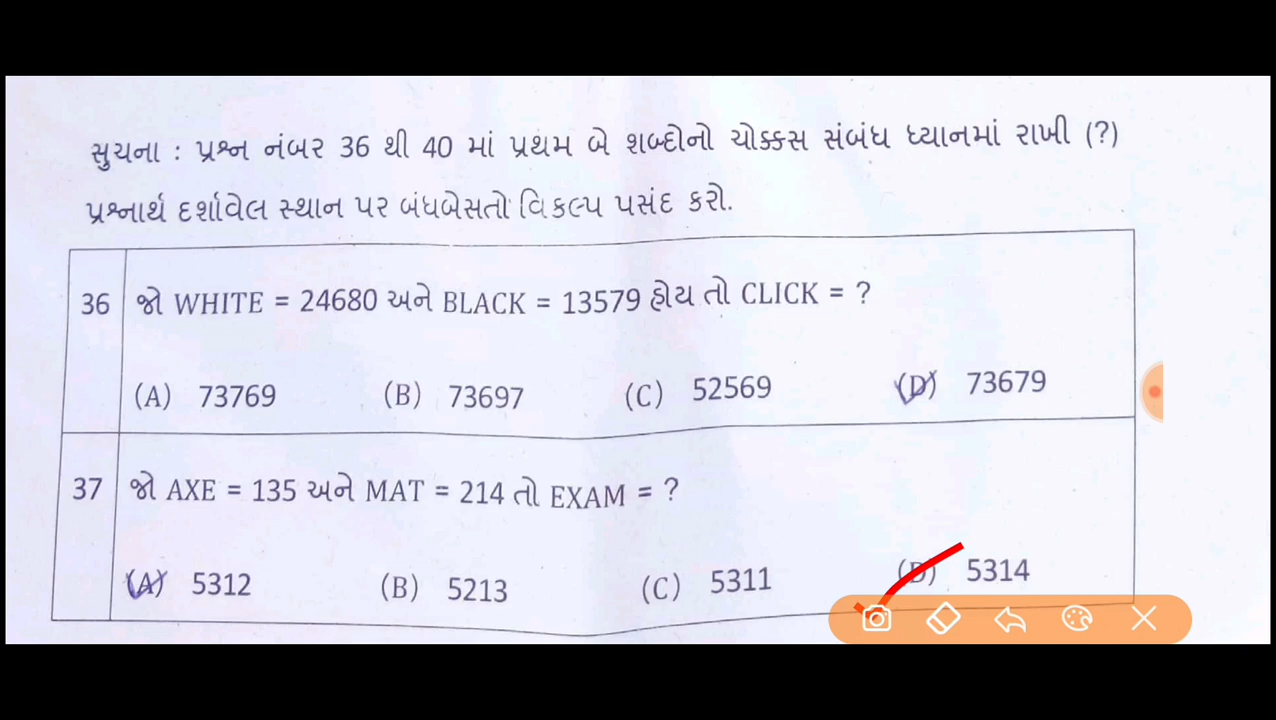 સુચના : પ્રશ્ન નંબર 36 થી 40 માં પ્રથમ બે શબ્દોનો ચોક્કસ સંબંધ ધ્યાનમાં રાખી (?)
પ્રશ્નાર્થ દર્શાવેલ સ્થાન પર બંધબેસતો વિકલ્પ પસંદ કરો.
36 જો WHITE = 24680 અને BLACK = 13579 હોય તો CLICK = ?
(A) 73769 (B) 73697 (C) 52569 (D) 73679
37 જો AXE = 135 અને MAT = 214 તો EXAM = ?
(A) 5312 (B) 5213 (C) 5311 (D) 5314